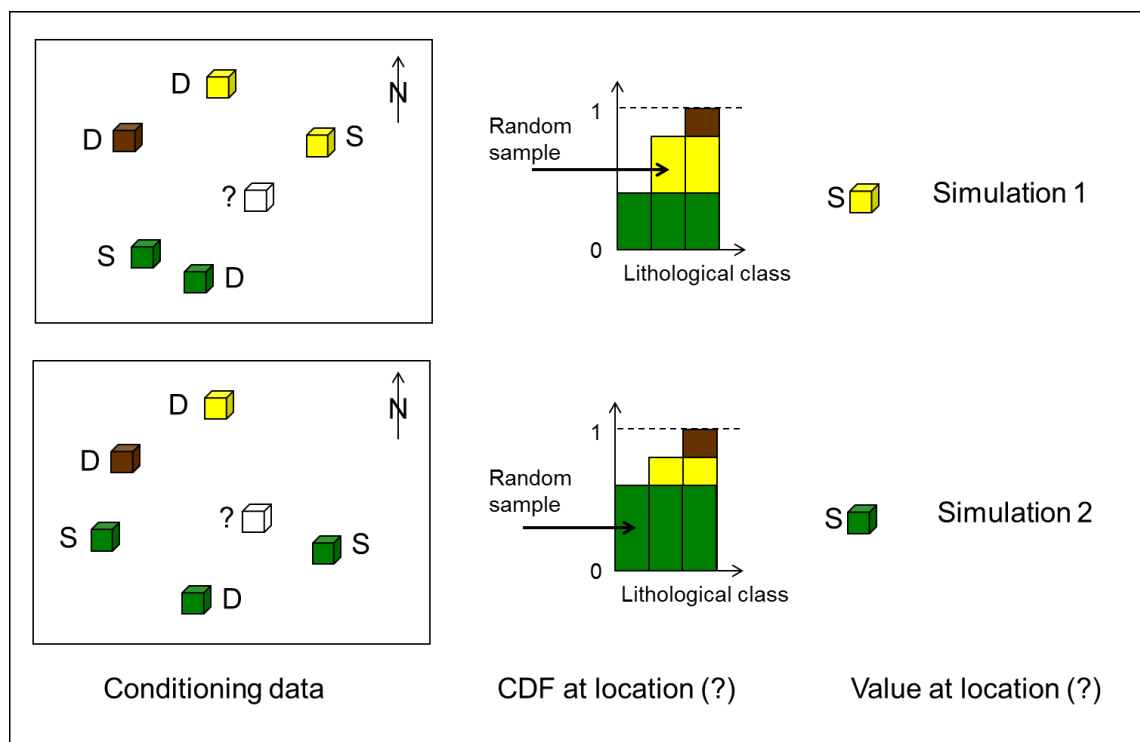 D
N
D
S
?
S
D
1
Random
sample
0
Lithological class
S
Simulation 1
D
N
D
?
S
S
D
1
Random
sample
0
Lithological class
S
Simulation 2
Conditioning data
CDF at location (?)
Value at location (?)